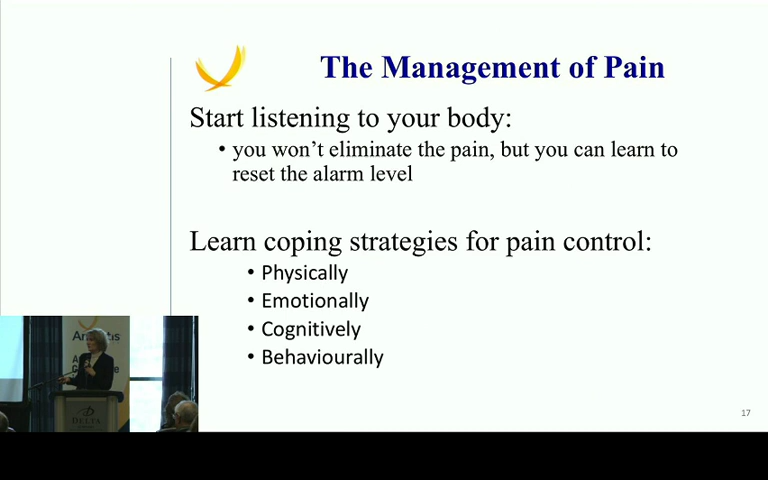 The Management of Pain
Start listening to your body:
• you won't eliminate the pain, but you can learn to
reset the alarm level
Learn coping strategies for pain control:
• Physically
• Emotionally
• Cognitively
• Behaviourally
17
DELTA